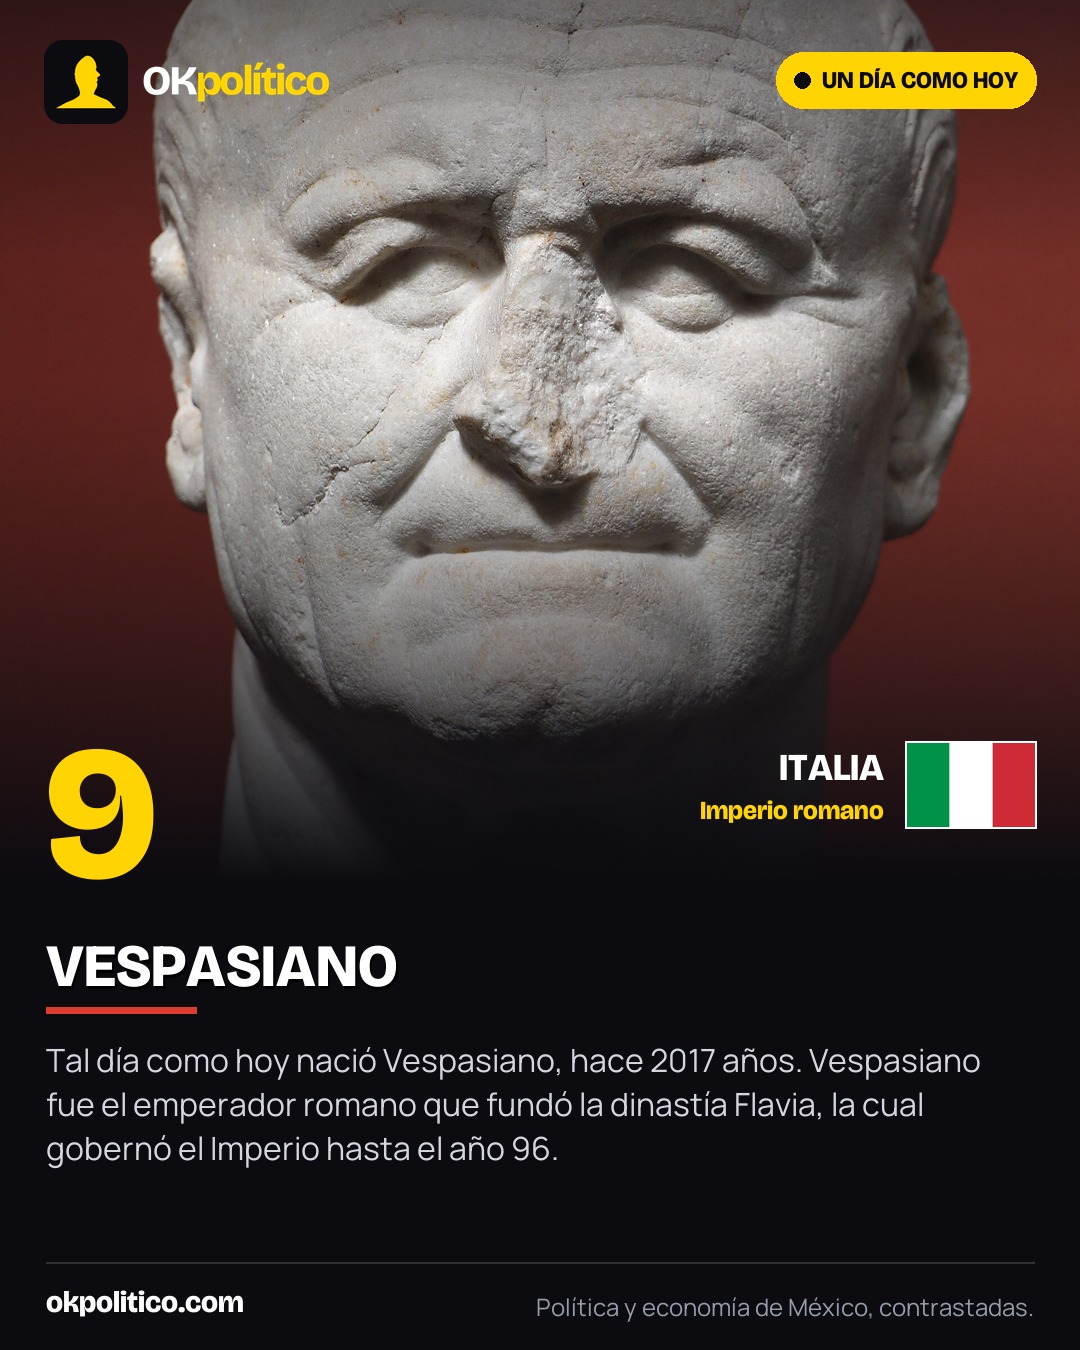 OKpolítico
UN DÍA COMO HOY
9
ITALIA
Imperio romano
VESPASIANO
Tal día como hoy nació Vespasiano, hace 2017 años. Vespasiano
fue el emperador romano que fundó la dinastía Flavia, la cual
gobernó el Imperio hasta el año 96.
okpolitico.com
Política y economía de México, contrastadas.